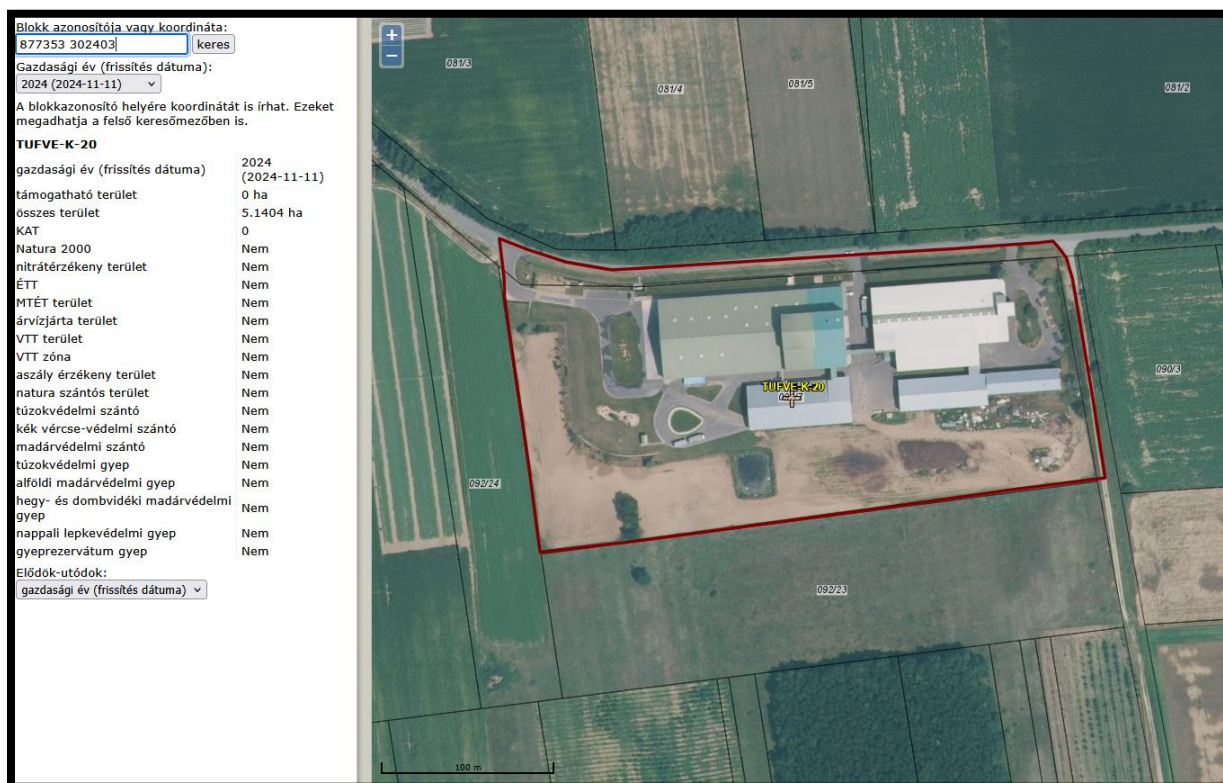 Blokk azonosítója vagy koordináta:
877353 302403
keres
Gazdasági év (frissítés dátuma):
2024 (2024-11-11)
A blokkazonosító helyére koordinátát is írhat. Ezeket
megadhatja a felső keresőmezőben is.
TUFVE-K-20
gazdasági év (frissítés dátuma) 2024
(2024-11-11)
támogatható terület 0 ha
összes terület 5.1404 ha
KAT 0
Natura 2000 Nem
nitrátérzékeny terület Nem
ÉTT Nem
MTÉT terület Nem
árvízjárta terület Nem
VTT terület Nem
VTT zóna Nem
aszály érzékeny terület Nem
natura szántós terület Nem
túzokvédelmi szántó Nem
kék vércse-védelmi szántó Nem
madárvédelmi szántó Nem
túzokvédelmi gyep Nem
alföldi madárvédelmi gyep Nem
hegy- és dombvidéki madárvédelmi
gyep Nem
nappali lepkevédelmi gyep Nem
gyeprezervátum gyep Nem
Elődök-utódok:
gazdasági év (frissítés dátuma)
+
−
081/3
081/4
081/5
081/2
090/3
TUFVE-K-20
092/24
092/23
100 m